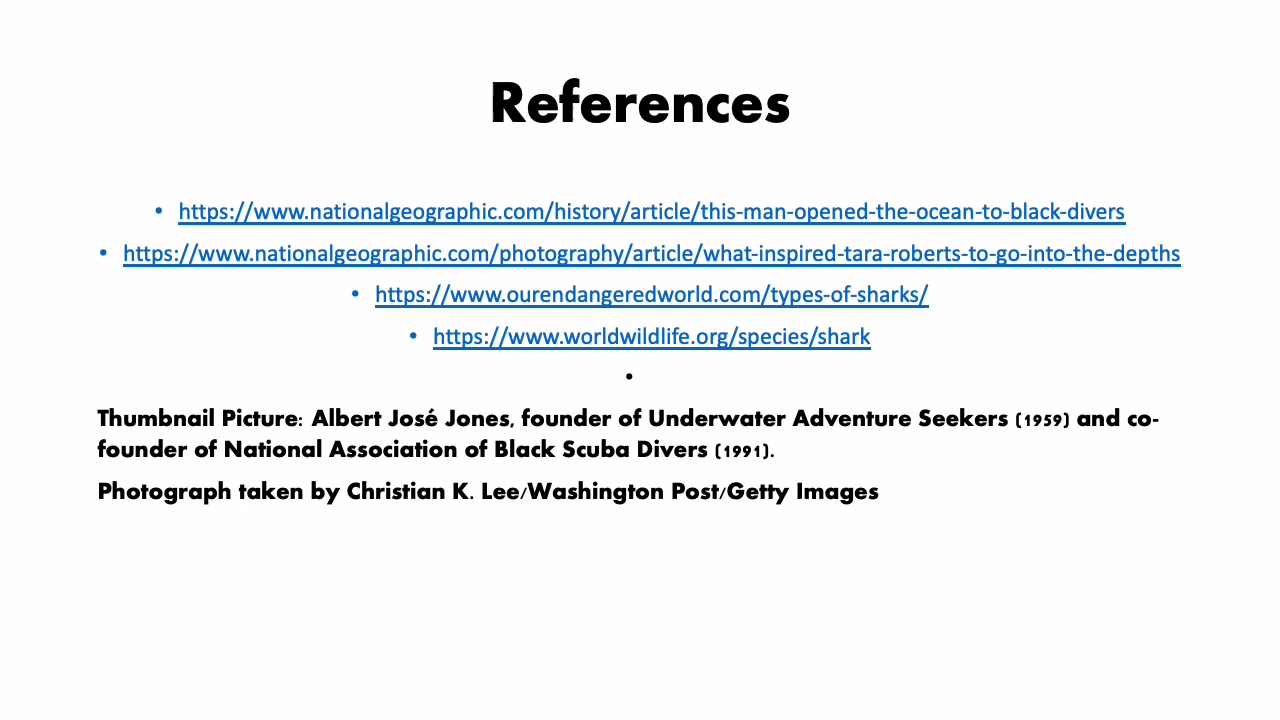 References
• https://www.nationalgeographic.com/history/article/this-man-opened-the-ocean-to-black-divers
• https://www.nationalgeographic.com/photography/article/what-inspired-tara-roberts-to-go-into-the-depths
• https://www.ourendangeredworld.com/types-of-sharks/
• https://www.worldwildlife.org/species/shark
•
Thumbnail Picture: Albert José Jones, founder of Underwater Adventure Seekers (1959) and co-
founder of National Association of Black Scuba Divers (1991).
Photograph taken by Christian K. Lee/Washington Post/Getty Images